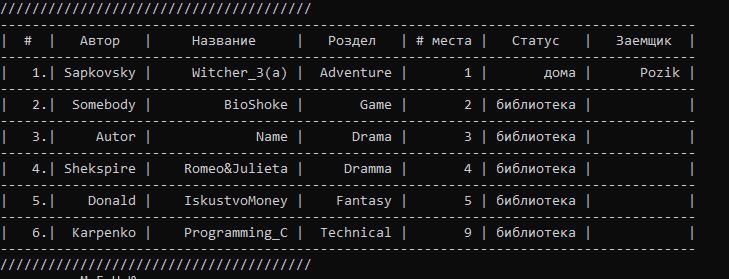 ///////////////////////////////////////
---------------------------------------------------------------------------------------
| # | Автор | Название | Роздел | # места | Статус | Заемщик |
---------------------------------------------------------------------------------------
| 1.| Sapkovsky | Witcher_3(a) | Adventure | 1 | дома | Pozik |
---------------------------------------------------------------------------------------
| 2.| Somebody | BioShoke | Game | 2 | библиотека | |
---------------------------------------------------------------------------------------
| 3.| Autor | Name | Drama | 3 | библиотека | |
---------------------------------------------------------------------------------------
| 4.| Shekspire | Romeo&Julieta | Dramma | 4 | библиотека | |
---------------------------------------------------------------------------------------
| 5.| Donald | IskustvoMoney | Fantasy | 5 | библиотека | |
---------------------------------------------------------------------------------------
| 6.| Karpenko | Programming_C | Technical | 9 | библиотека | |
---------------------------------------------------------------------------------------
///////////////////////////////////////